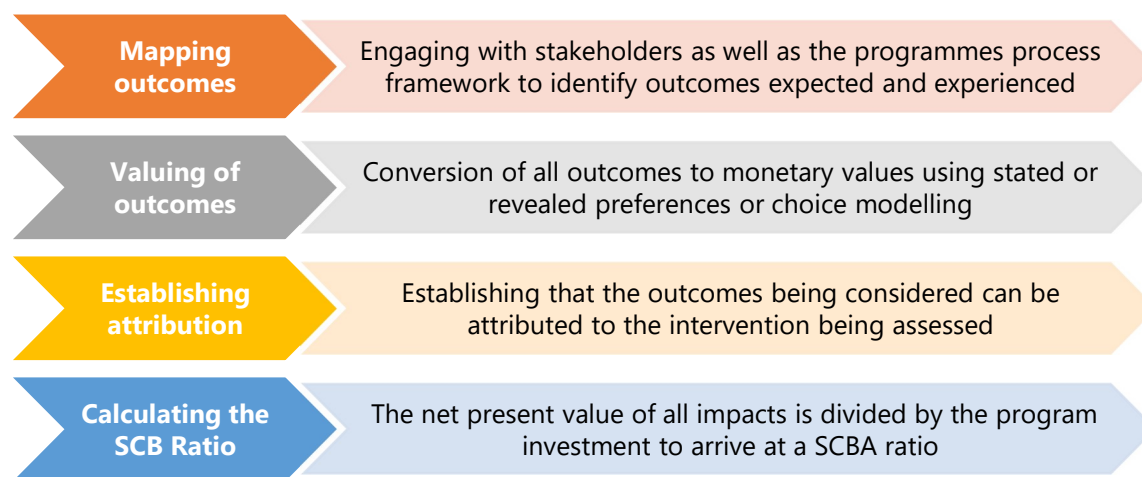 Mapping
outcomes
Engaging with stakeholders as well as the programmes process
framework to identify outcomes expected and experienced
Valuing of
outcomes
Conversion of all outcomes to monetary values using stated or
revealed preferences or choice modelling
Establishing
attribution
Establishing that the outcomes being considered can be
attributed to the intervention being assessed
Calculating the
SCB Ratio
The net present value of all impacts is divided by the program
investment to arrive at a SCBA ratio